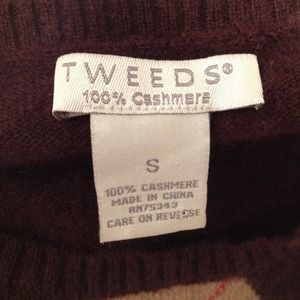 TWEEDS®
100% Cashmere
S
100% CASHMERE
MADE IN CHINA
RN75343
CARE ON REVERSE